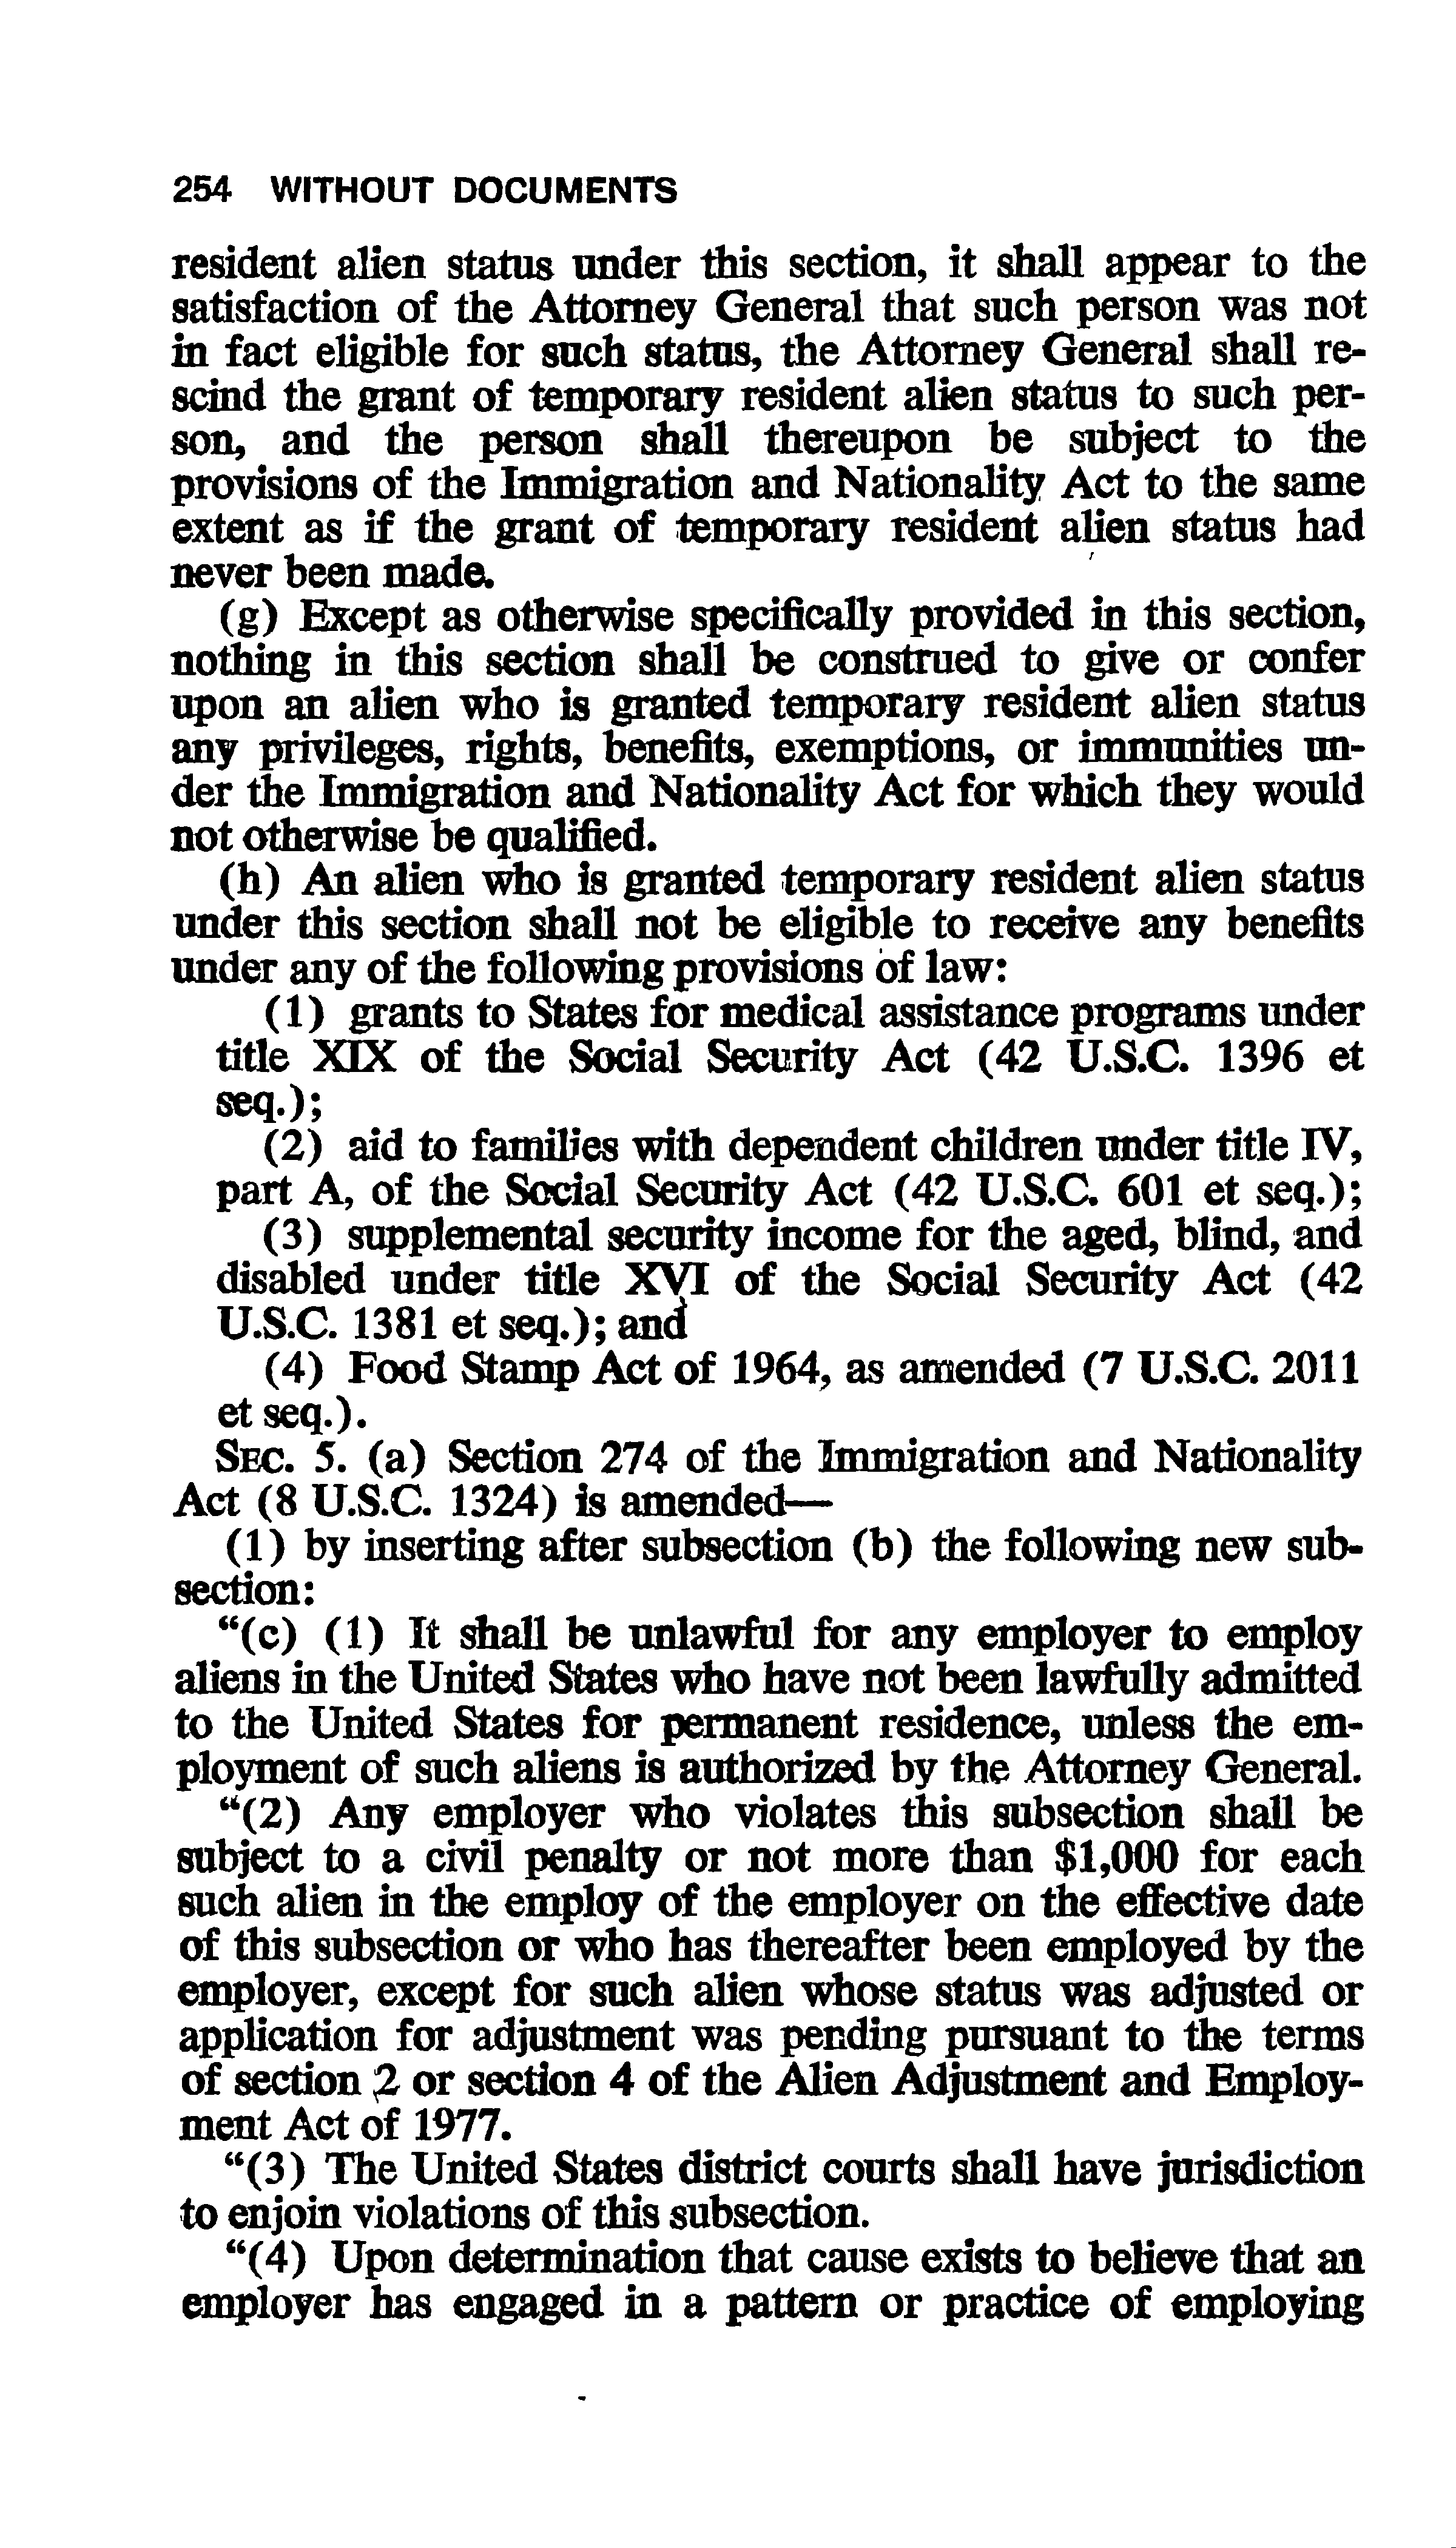 254 WITHOUT DOCUMENTS
resident alien status under this section, it shall appear to the
satisfaction of the Attorney General that such person was not
in fact eligible for such status, the Attorney General shall re-
scind the grant of temporary resident alien status to such per-
son, and the person shall thereupon be subject to the
provisions of the Immigration and Nationality Act to the same
extent as if the grant of temporary resident alien status had
never been made.
(g) Except as otherwise specifically provided in this section,
nothing in this section shall be construed to give or confer
upon an alien who is granted temporary resident alien status
any privileges, rights, benefits, exemptions, or immunities un-
der the Immigration and Nationality Act for which they would
not otherwise be qualified.
(h) An alien who is granted temporary resident alien status
under this section shall not be eligible to receive any benefits
under any of the following provisions of law:
(1) grants to States for medical assistance programs under
title XIX of the Social Security Act (42 U.S.C. 1396 et
seq.);
(2) aid to families with dependent children under title IV,
part A, of the Social Security Act (42 U.S.C. 601 et seq.);
(3) supplemental security income for the aged, blind, and
disabled under title XVI of the Social Security Act (42
U.S.C. 1381 et seq.); and
(4) Food Stamp Act of 1964, as amended (7 U.S.C. 2011
et seq.).
SEC. 5. (a) Section 274 of the Immigration and Nationality
Act (8 U.S.C. 1324) is amended—
(1) by inserting after subsection (b) the following new sub-
section:
“(c) (1) It shall be unlawful for any employer to employ
aliens in the United States who have not been lawfully admitted
to the United States for permanent residence, unless the em-
ployment of such aliens is authorized by the Attorney General.
“(2) Any employer who violates this subsection shall be
subject to a civil penalty or not more than $1,000 for each
such alien in the employ of the employer on the effective date
of this subsection or who has thereafter been employed by the
employer, except for such alien whose status was adjusted or
application for adjustment was pending pursuant to the terms
of section 2 or section 4 of the Alien Adjustment and Employ-
ment Act of 1977.
“(3) The United States district courts shall have jurisdiction
to enjoin violations of this subsection.
“(4) Upon determination that cause exists to believe that an
employer has engaged in a pattern or practice of employing